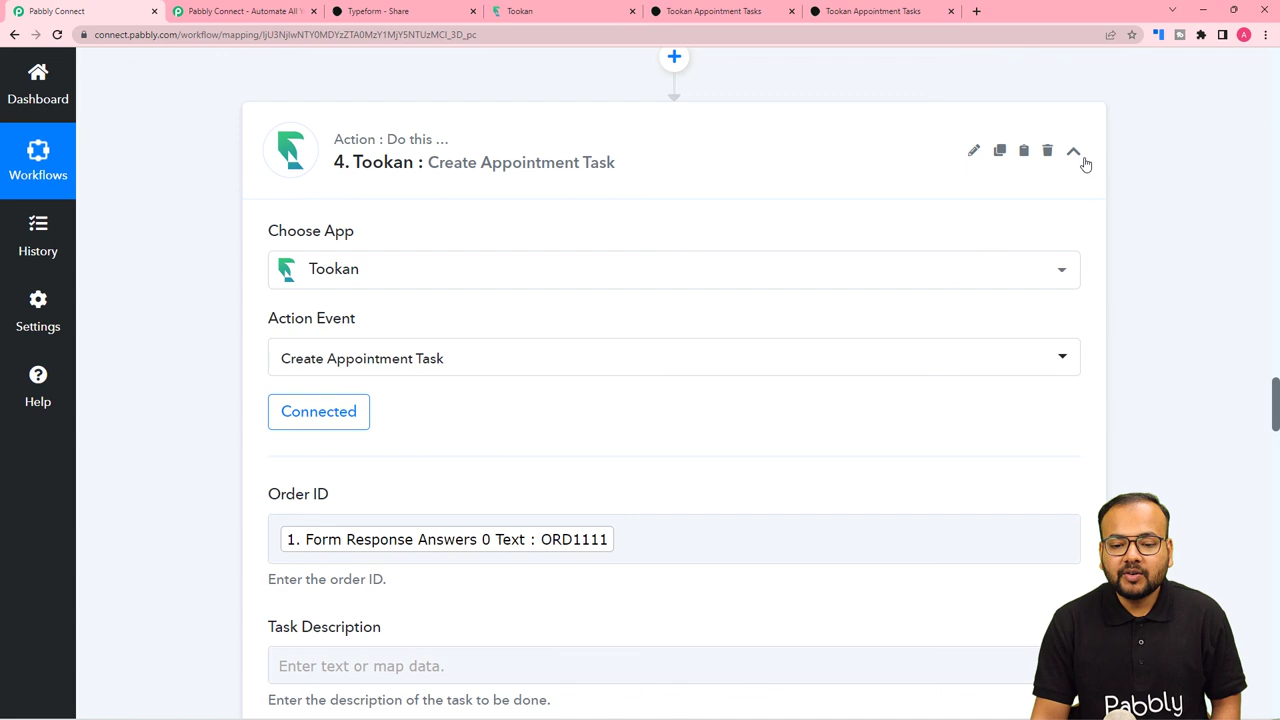 Pabbly Connect
Pabbly Connect - Automate All Y
Typeform - Share
Tookan
Tookan Appointment Tasks
Tookan Appointment Tasks
connect.pabbly.com/workflow/mapping/IjU3NjIwNTY0MDYzZTA0MzY1MjY5NTUzMCI_3D_pc
A
Dashboard
Workflows
History
Settings
Help
Action : Do this ...
4. Tookan : Create Appointment Task
Choose App
Tookan
Action Event
Create Appointment Task
Connected
Order ID
1. Form Response Answers 0 Text : ORD1111
Enter the order ID.
Task Description
Enter text or map data.
Enter the description of the task to be done.
Pabbly